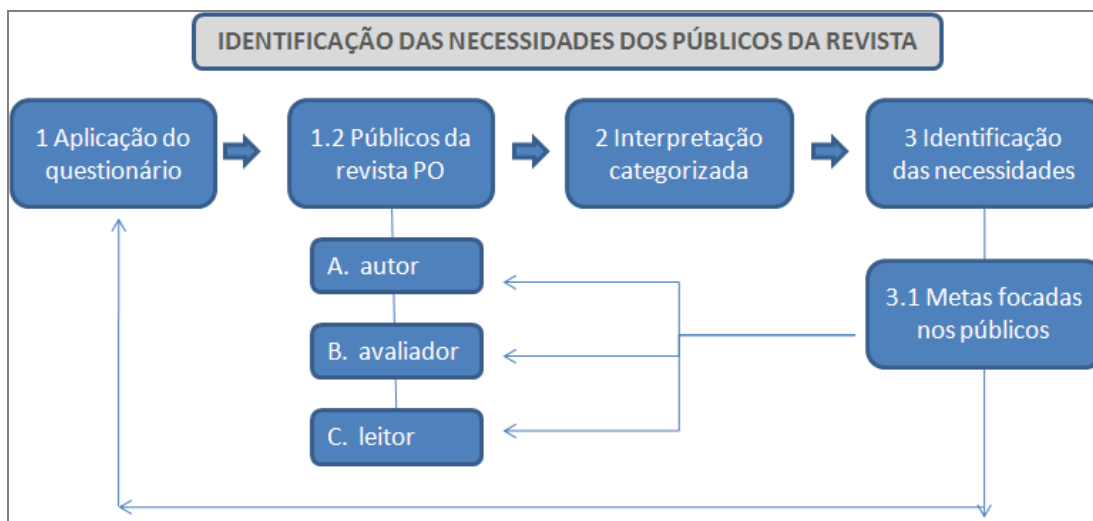 IDENTIFICAÇÃO DAS NECESSIDADES DOS PÚBLICOS DA REVISTA
1 Aplicação do
questionário
1.2 Públicos da
revista PO
2 Interpretação
categorizada
3 Identificação
das necessidades
A. autor
B. avaliador
C. leitor
3.1 Metas focadas
nos públicos